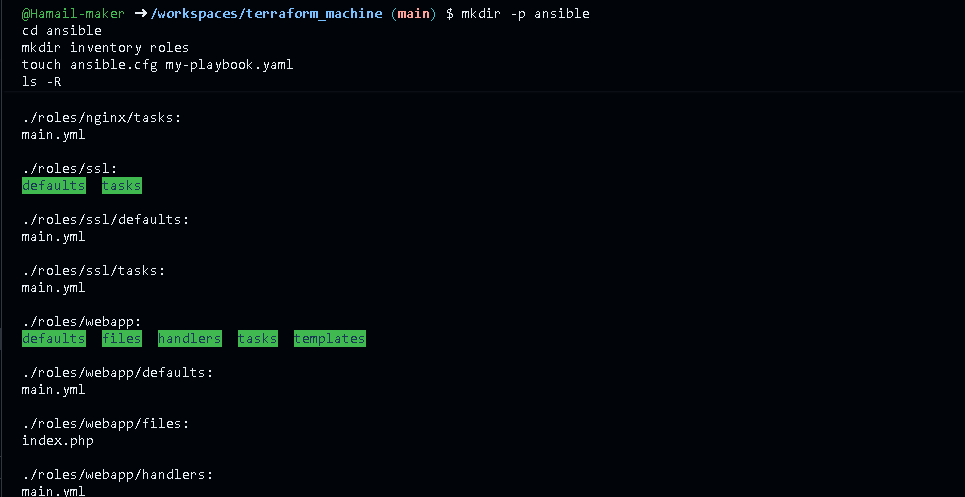 @Hamail-maker ➜ /workspaces/terraform_machine (main) $ mkdir -p ansible
cd ansible
mkdir inventory roles
touch ansible.cfg my-playbook.yaml
ls -R
./roles/nginx/tasks:
main.yml
./roles/ssl:
defaults  tasks
./roles/ssl/defaults:
main.yml
./roles/ssl/tasks:
main.yml
./roles/webapp:
defaults  files  handlers  tasks  templates
./roles/webapp/defaults:
main.yml
./roles/webapp/files:
index.php
./roles/webapp/handlers:
main.yml